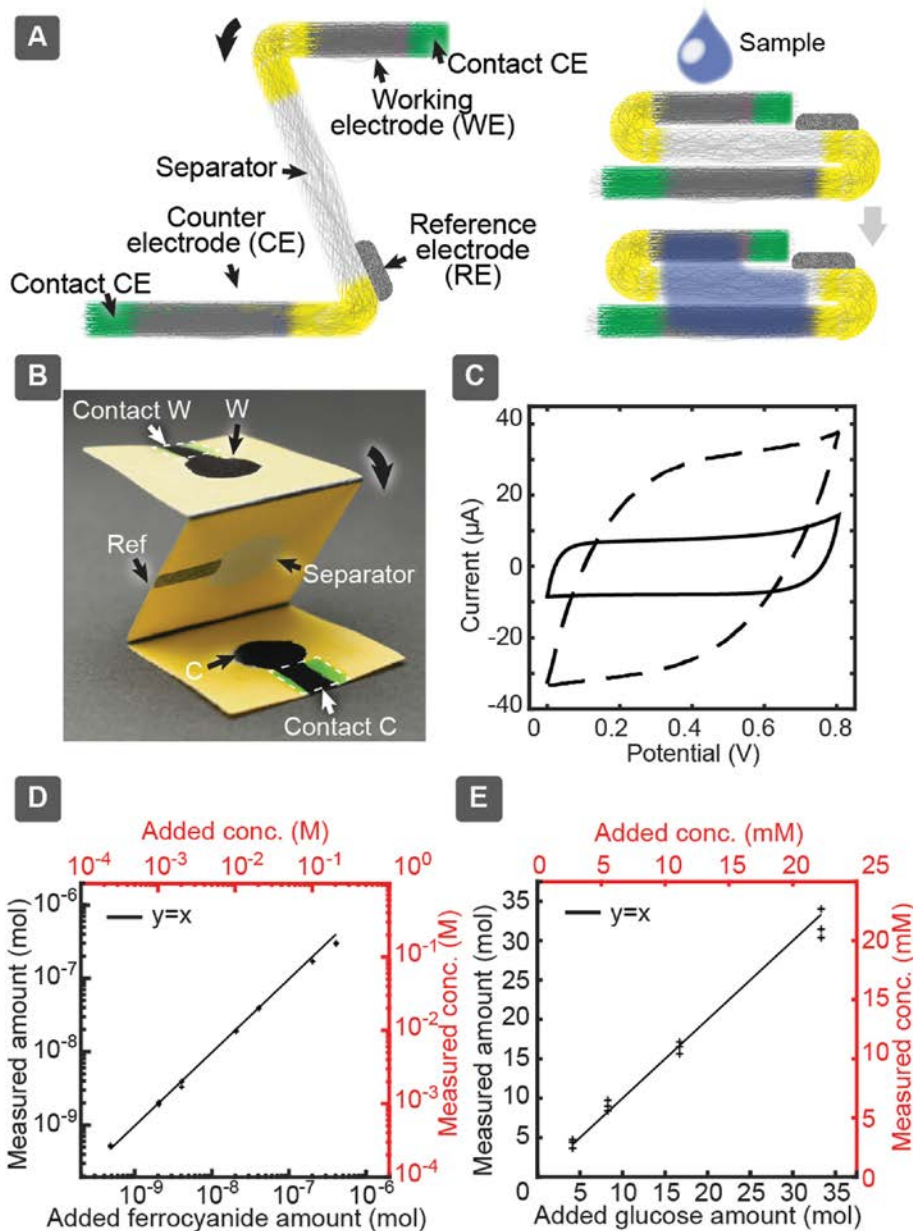 A
Contact CE
Working
electrode (WE)
Separator
Counter
electrode (CE)
Reference
electrode
(RE)
Contact CE
Sample
B
Contact W
W
Ref
Separator
C
Contact C
C
40
20
0
-20
-40
Current (µA)
0
0.2
0.4
0.6
0.8
Potential (V)
D
Added conc. (M)
10-4
10-3
10-2
10-1
100
y=x
10-6
10-7
10-8
10-9
Measured amount (mol)
10-1
10-2
10-3
10-4
Measured conc. (M)
10-9
10-8
10-7
10-6
Added ferrocyanide amount (mol)
E
Added conc. (mM)
0
5
10
15
20
25
y=x
35
30
25
20
15
10
5
Measured amount (mol)
20
15
10
5
0
Measured conc. (mM)
5
10
15
20
25
30
35
Added glucose amount (mol)